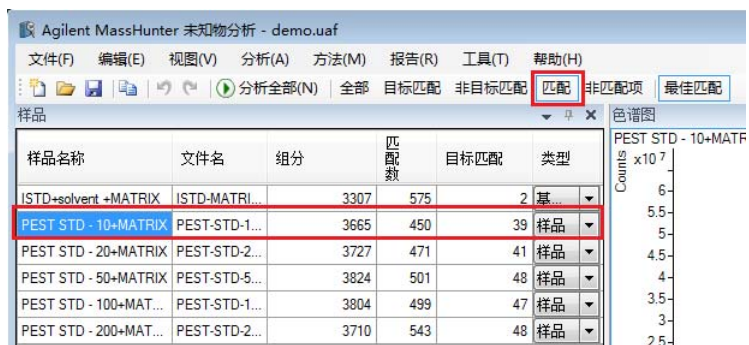 Agilent MassHunter 未知物分析 - demo.uaf
文件(F) 编辑(E) 视图(V) 分析(A) 方法(M) 报告(R) 工具(T) 帮助(H)
分析全部(N) 全部 目标匹配 非目标匹配 匹配 非匹配项 最佳匹配
样品 色谱图
样品名称 文件名 组分 匹配数 目标匹配 类型
ISTD+solvent +MATRIX ISTD-MATRI... 3307 575 2 基...
PEST STD - 10+MATRIX PEST-STD-1... 3665 450 39 样品
PEST STD - 20+MATRIX PEST-STD-2... 3727 471 41 样品
PEST STD - 50+MATRIX PEST-STD-5... 3824 501 48 样品
PEST STD - 100+MAT... PEST-STD-1... 3804 499 47 样品
PEST STD - 200+MAT... PEST-STD-2... 3710 543 48 样品
PEST STD - 10+MATR
Counts
x10 7
6-
5.5-
5-
4.5-
4-
3.5-
3-
2.5-